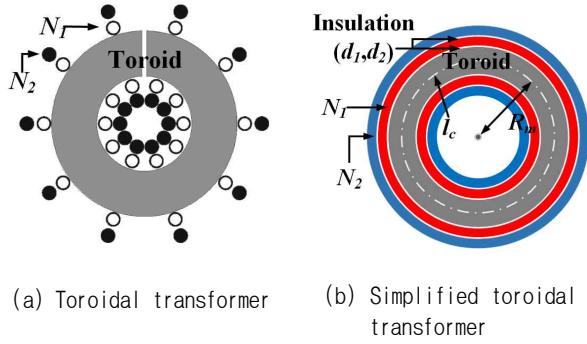 N1
N2
Toroid
Insulation
(d1,d2)
Toroid
N1
N2
lc
Rm
(a) Toroidal transformer
(b) Simplified toroidal
transformer